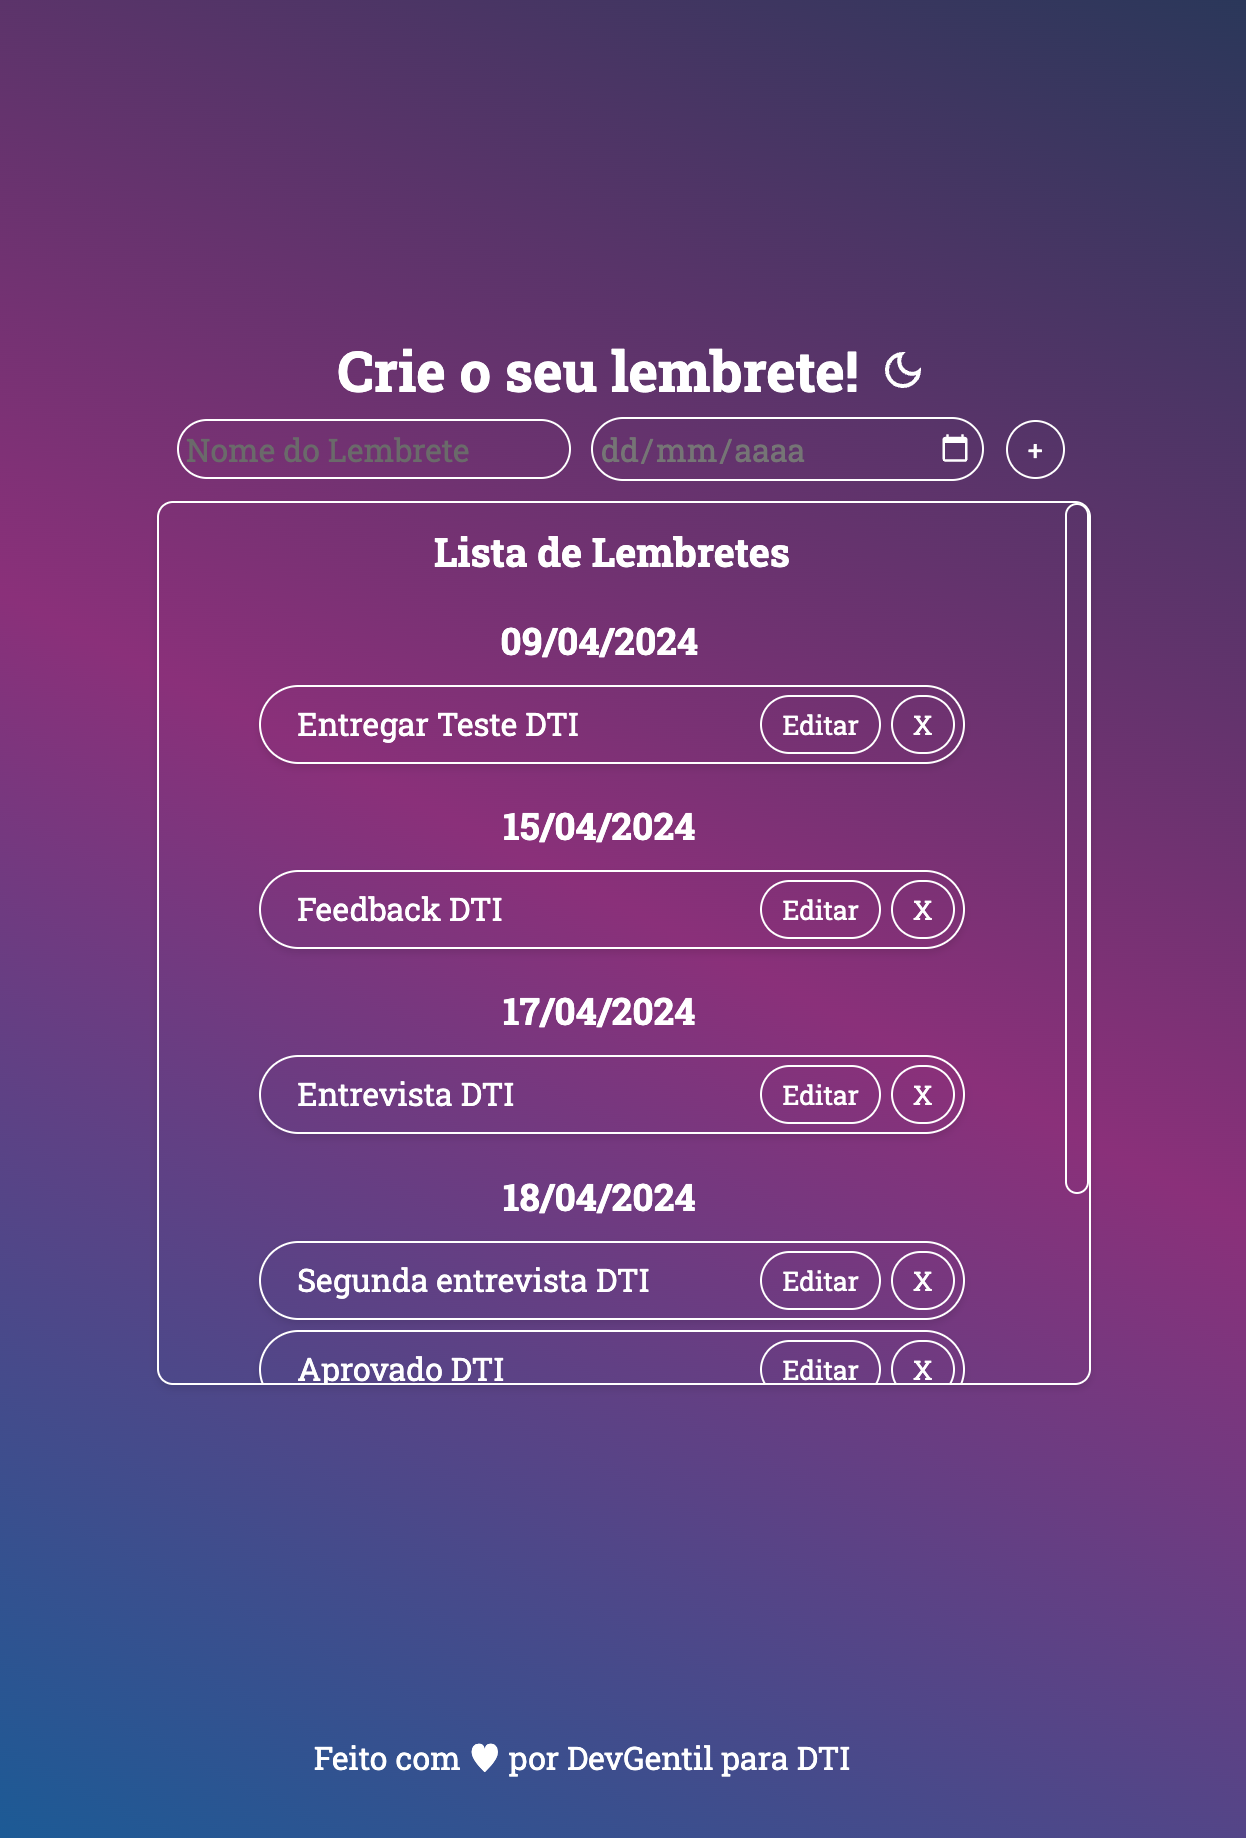 Crie o seu lembrete!
Nome do Lembrete dd/mm/aaaa +
Lista de Lembretes
09/04/2024
Entregar Teste DTI Editar X
15/04/2024
Feedback DTI Editar X
17/04/2024
Entrevista DTI Editar X
18/04/2024
Segunda entrevista DTI Editar X
Aprovado DTI Editar X
Feito com ♥ por DevGentil para DTI